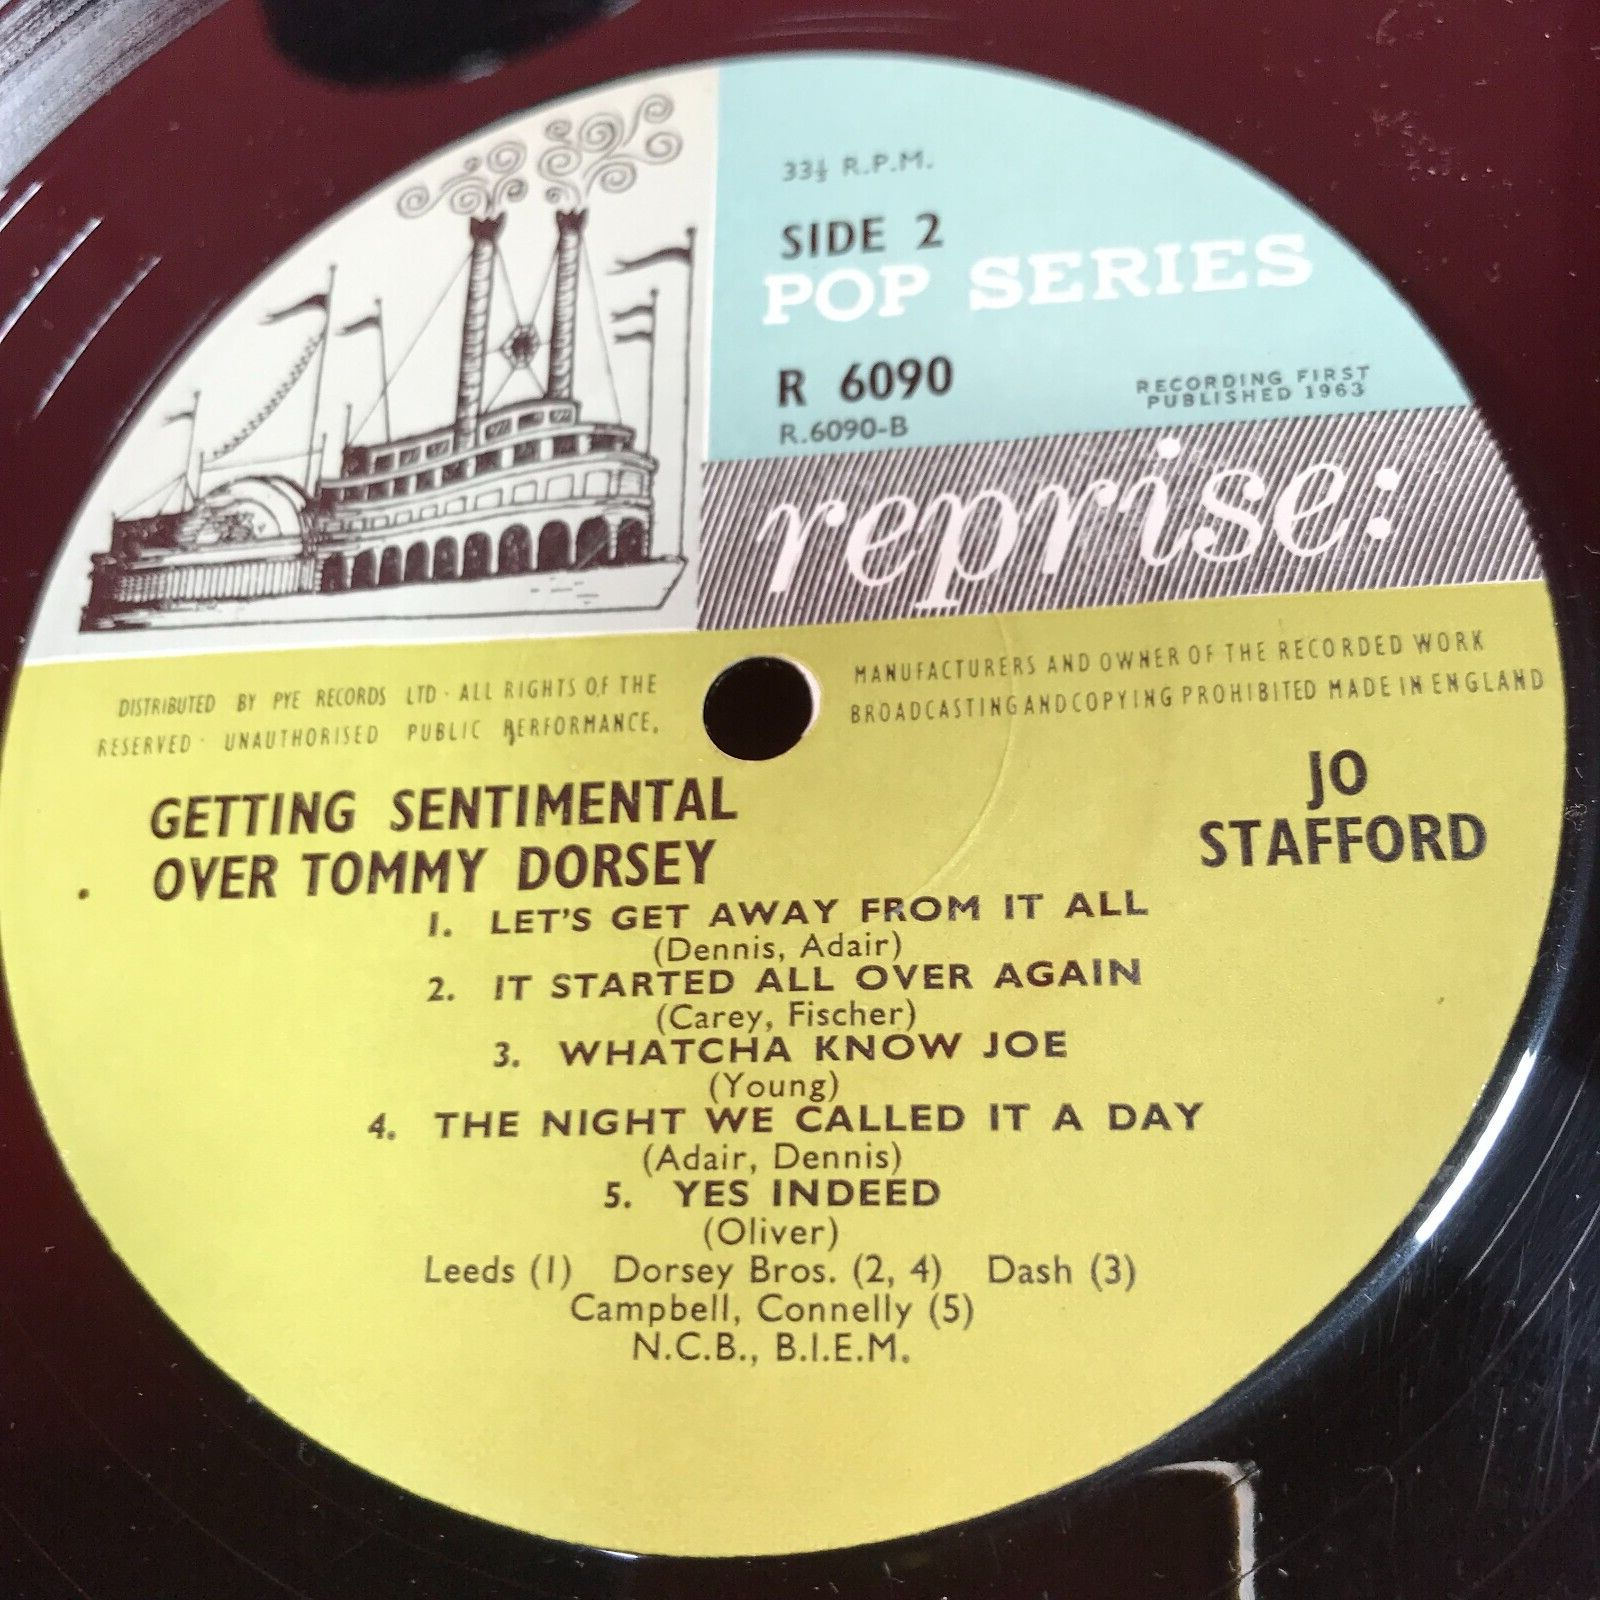 33⅓ R.P.M.
SIDE 2
POP SERIES
R 6090
R.6090-B
RECORDING FIRST
PUBLISHED 1963
reprise:
DISTRIBUTED BY PYE RECORDS LTD · ALL RIGHTS OF THE
RESERVED · UNAUTHORISED PUBLIC PERFORMANCE,
MANUFACTURERS AND OWNER OF THE RECORDED WORK
BROADCASTING AND COPYING PROHIBITED MADE IN ENGLAND
GETTING SENTIMENTAL
OVER TOMMY DORSEY
JO
STAFFORD
1. LET'S GET AWAY FROM IT ALL
(Dennis, Adair)
2. IT STARTED ALL OVER AGAIN
(Carey, Fischer)
3. WHATCHA KNOW JOE
(Young)
4. THE NIGHT WE CALLED IT A DAY
(Adair, Dennis)
5. YES INDEED
(Oliver)
Leeds (1) Dorsey Bros. (2, 4) Dash (3)
Campbell, Connelly (5)
N.C.B., B.I.E.M.